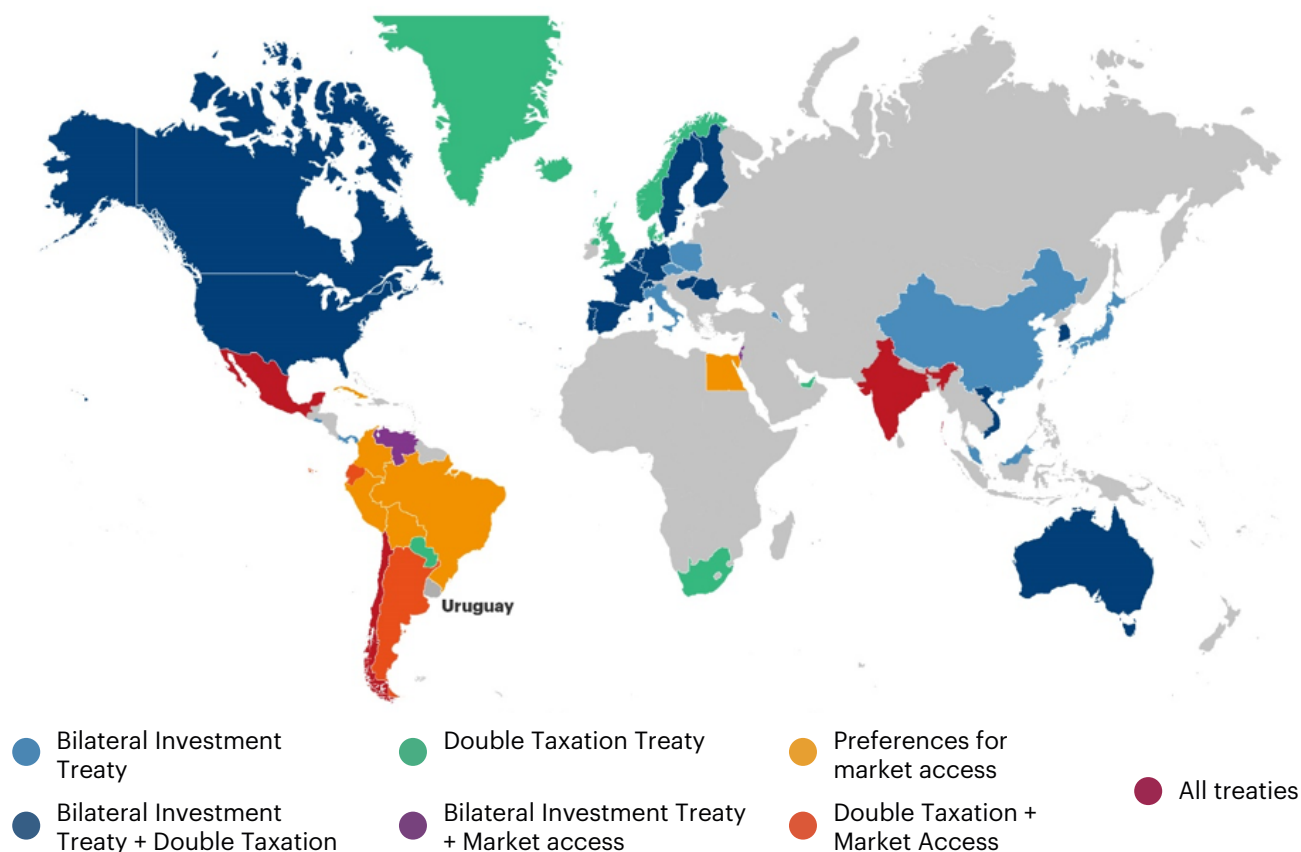 Uruguay
Bilateral Investment
Treaty
Double Taxation Treaty
Preferences for
market access
All treaties
Bilateral Investment
Treaty + Double Taxation
Bilateral Investment Treaty
+ Market access
Double Taxation +
Market Access